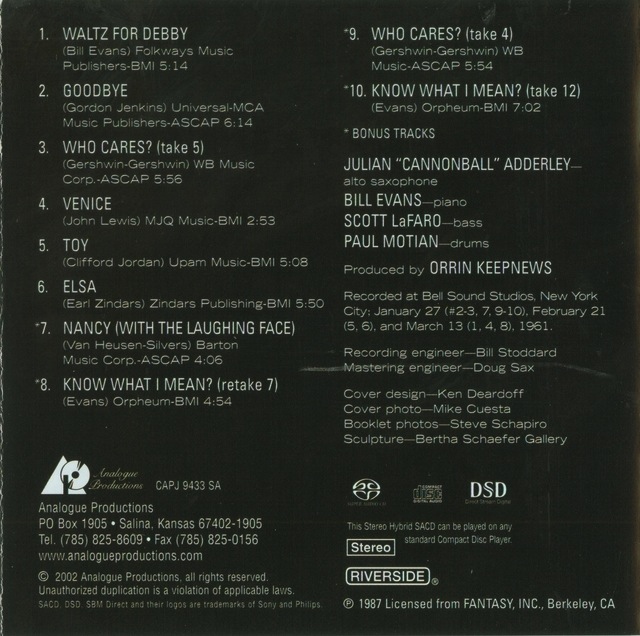 1. WALTZ FOR DEBBY
(Bill Evans) Folkways Music
Publishers-BMI 5:14
2. GOODBYE
(Gordon Jenkins) Universal-MCA
Music Publishers-ASCAP 6:14
3. WHO CARES? (take 5)
(Gershwin-Gershwin) WB Music
Corp.-ASCAP 5:56
4. VENICE
(John Lewis) MJQ Music-BMI 2:53
5. TOY
(Clifford Jordan) Upam Music-BMI 5:08
6. ELSA
(Earl Zindars) Zindars Publishing-BMI 5:50
*7. NANCY (WITH THE LAUGHING FACE)
(Van Heusen-Silvers) Barton
Music Corp.-ASCAP 4:06
*8. KNOW WHAT I MEAN? (retake 7)
(Evans) Orpheum-BMI 4:54
*9. WHO CARES? (take 4)
(Gershwin-Gershwin) WB
Music-ASCAP 5:54
*10. KNOW WHAT I MEAN? (take 12)
(Evans) Orpheum-BMI 7:02
* BONUS TRACKS
JULIAN “CANNONBALL” ADDERLEY—
alto saxophone
BILL EVANS—piano
SCOTT LaFARO—bass
PAUL MOTIAN—drums
Produced by ORRIN KEEPNEWS
Recorded at Bell Sound Studios, New York
City; January 27 (#2-3, 7, 9-10), February 21
(5, 6), and March 13 (1, 4, 8), 1961.
Recording engineer—Bill Stoddard
Mastering engineer—Doug Sax
Cover design—Ken Deardoff
Cover photo—Mike Cuesta
Booklet photos—Steve Schapiro
Sculpture—Bertha Schaefer Gallery
Analogue
Productions
CAPJ 9433 SA
Analogue Productions
PO Box 1905 • Salina, Kansas 67402-1905
Tel. (785) 825-8609 • Fax (785) 825-0156
www.analogueproductions.com
© 2002 Analogue Productions, all rights reserved.
Unauthorized duplication is a violation of applicable laws.
SACD, DSD, SBM Direct and their logos are trademarks of Sony and Philips.
SUPER AUDIO CD
COMPACT
disc
DIGITAL AUDIO
DSD
Direct Stream Digital
This Stereo Hybrid SACD can be played on any
standard Compact Disc Player.
Stereo
RIVERSIDE®
℗ 1987 Licensed from FANTASY, INC., Berkeley, CA